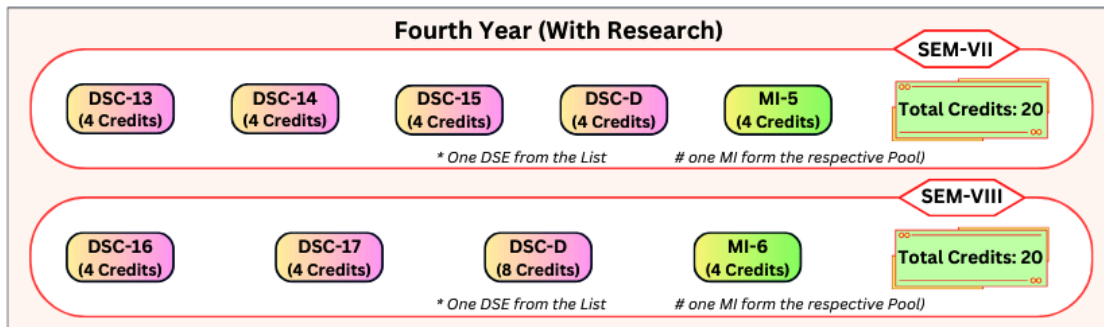 Fourth Year (With Research)
SEM-VII
DSC-13
(4 Credits)
DSC-14
(4 Credits)
DSC-15
(4 Credits)
DSC-D
(4 Credits)
MI-5
(4 Credits)
Total Credits: 20
* One DSE from the List
# one MI form the respective Pool)
SEM-VIII
DSC-16
(4 Credits)
DSC-17
(4 Credits)
DSC-D
(8 Credits)
MI-6
(4 Credits)
Total Credits: 20
* One DSE from the List
# one MI form the respective Pool)